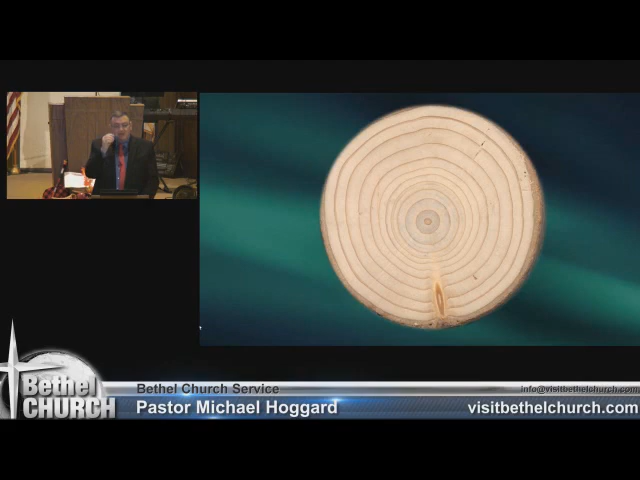 Bethel
CHURCH
Bethel Church Service
info@visitbethelchurch.com
Pastor Michael Hoggard
visitbethelchurch.com